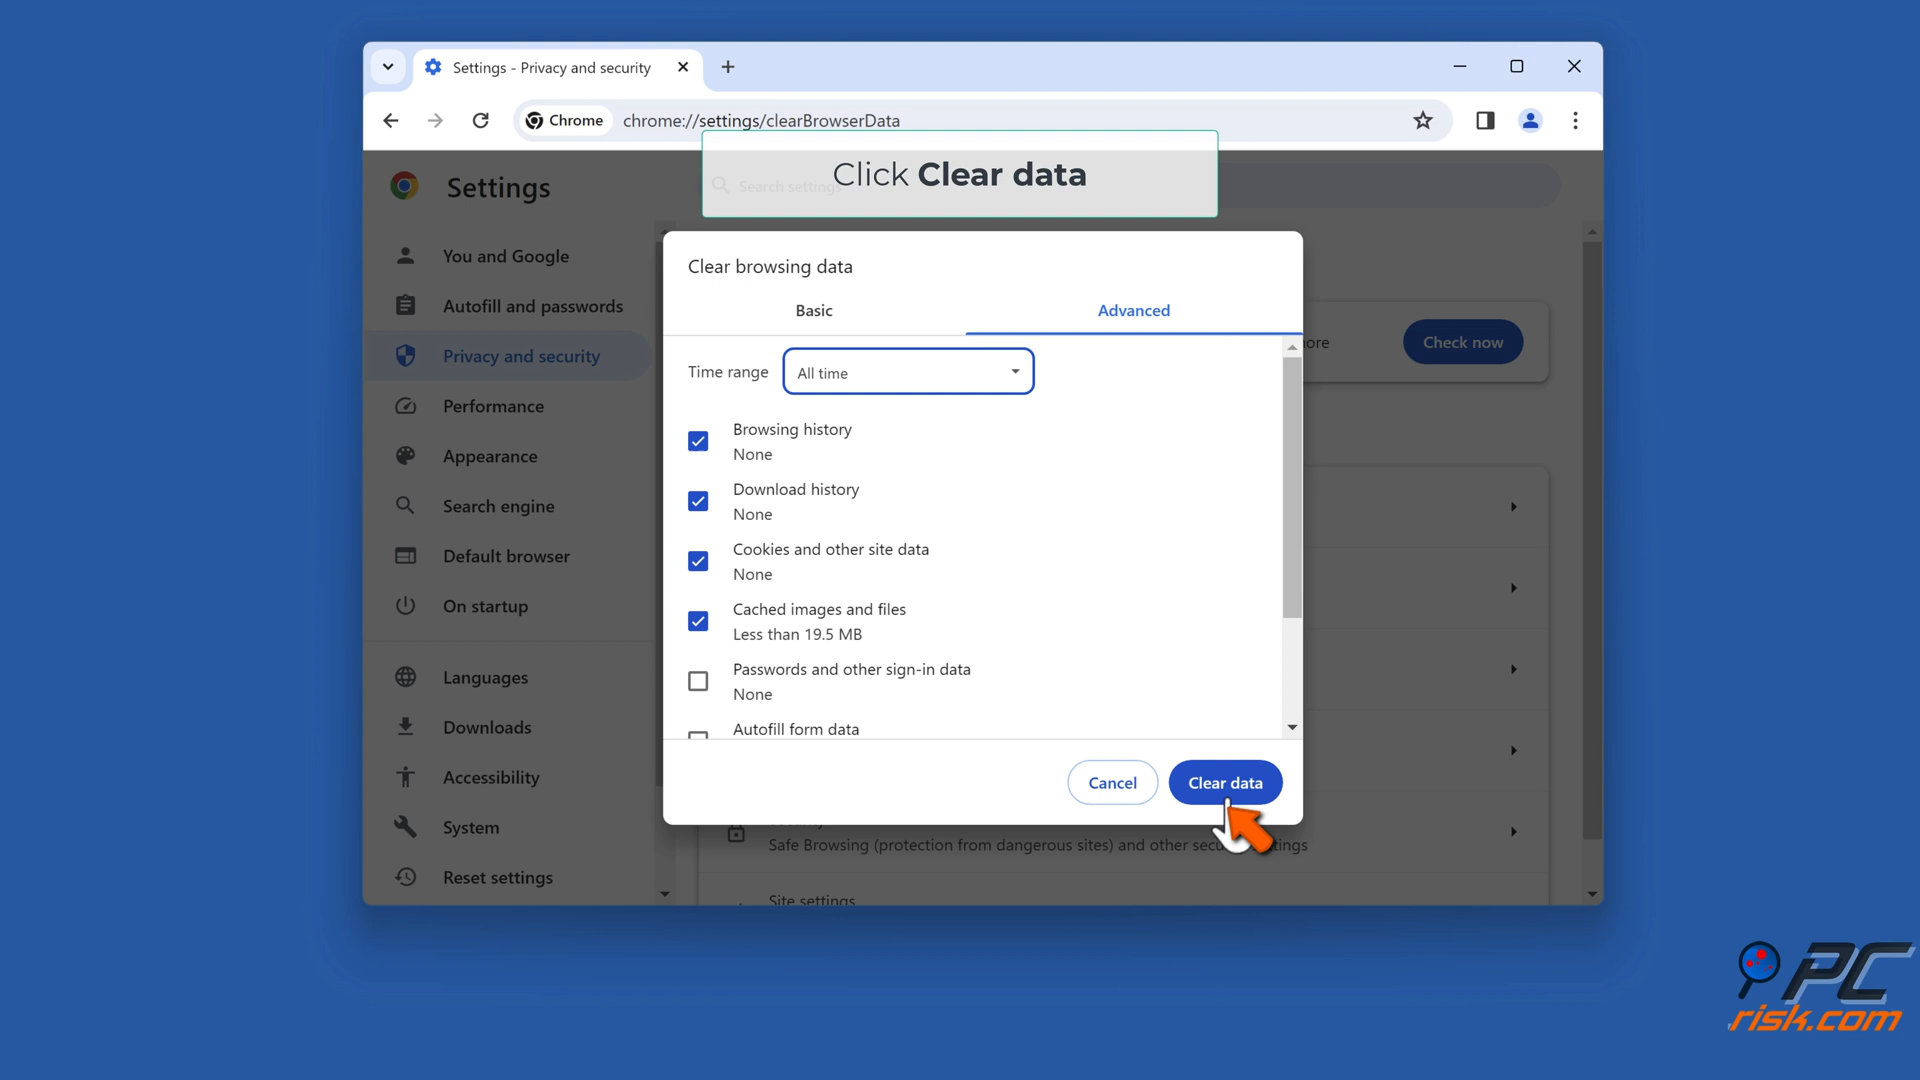 Settings - Privacy and security
Chrome
chrome://settings/clearBrowserData
Click Clear data
Search settings
Settings
You and Google
Autofill and passwords
Privacy and security
Performance
Appearance
Search engine
Default browser
On startup
Languages
Downloads
Accessibility
System
Reset settings
Clear browsing data
Basic
Advanced
Time range
All time
Browsing history
None
Download history
None
Cookies and other site data
None
Cached images and files
Less than 19.5 MB
Passwords and other sign-in data
None
Autofill form data
Cancel
Clear data
Check now
Safe Browsing (protection from dangerous sites) and other
Site settings
PC
risk.com